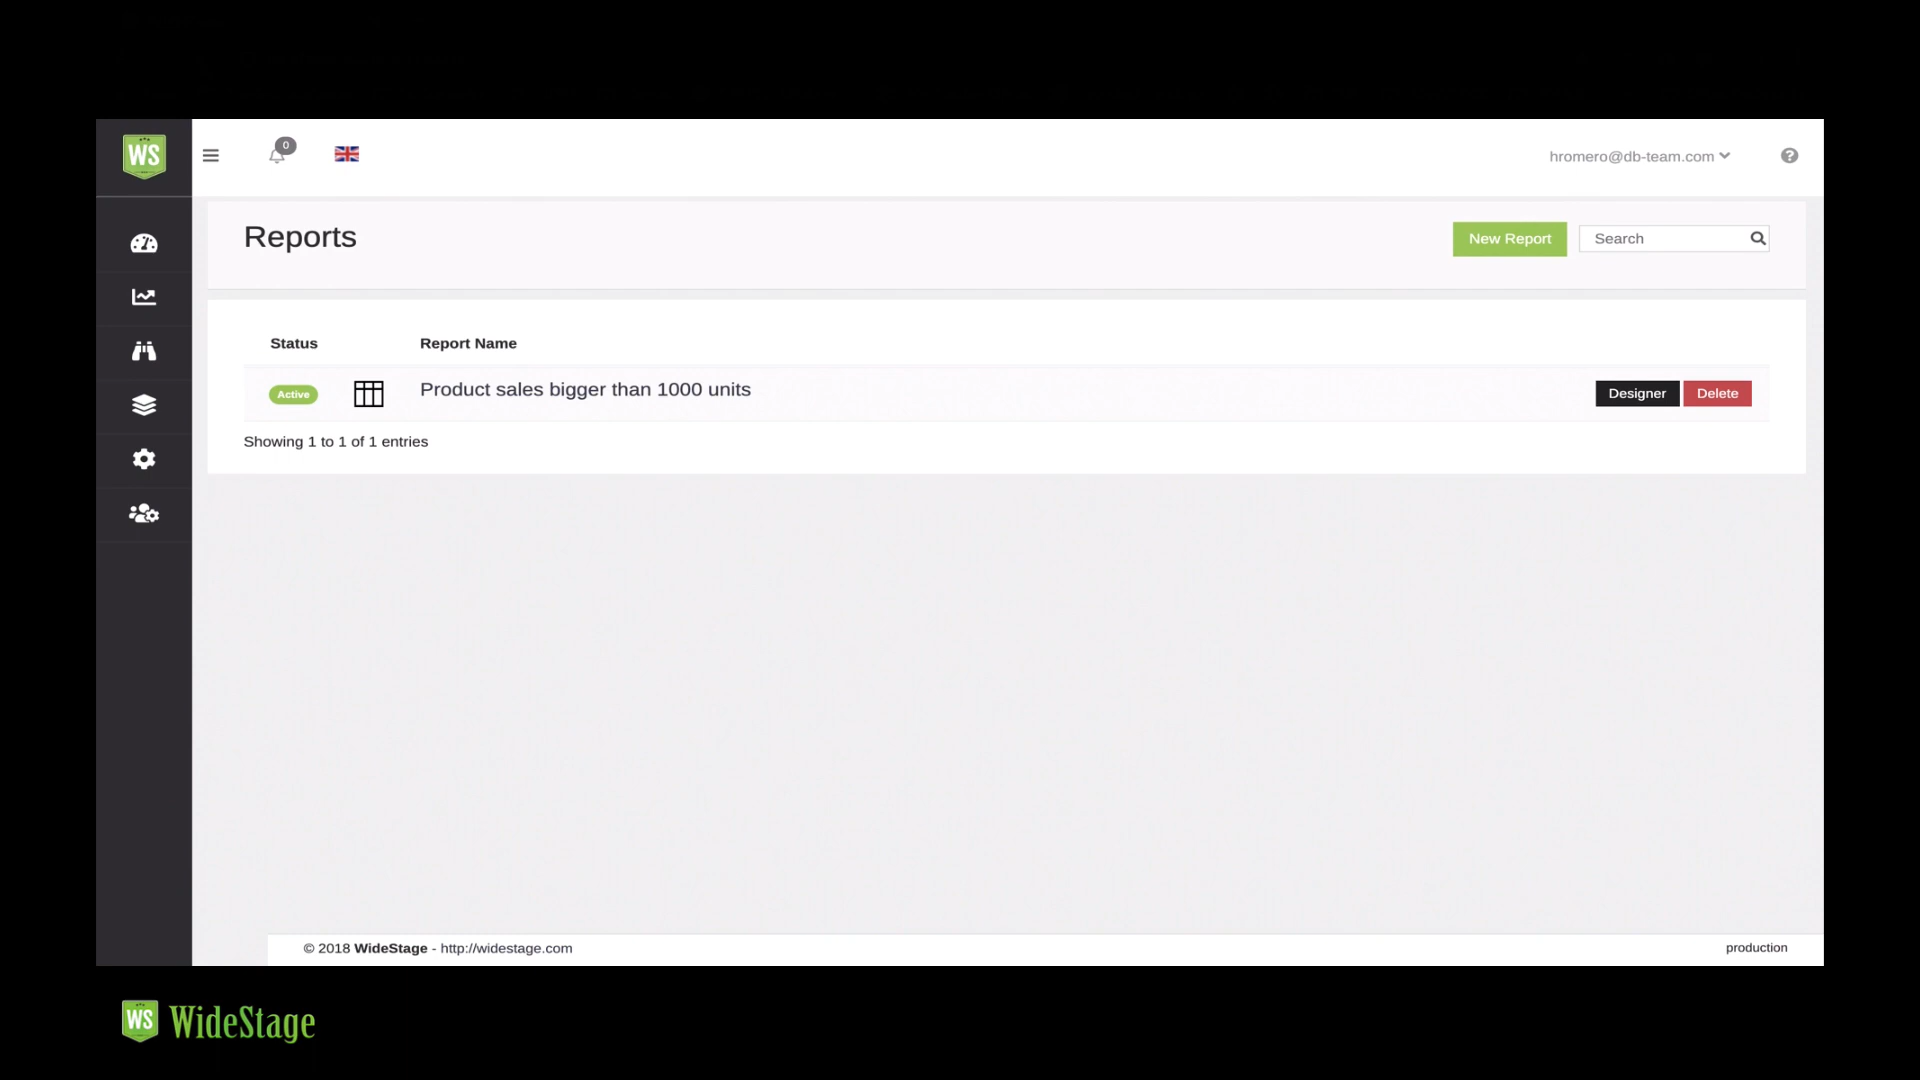 WS
0
hromero@db-team.com
?
Reports
New Report
Search
Status
Report Name
Active
Product sales bigger than 1000 units
Designer
Delete
Showing 1 to 1 of 1 entries
© 2018 WideStage - http://widestage.com
production
WS WideStage